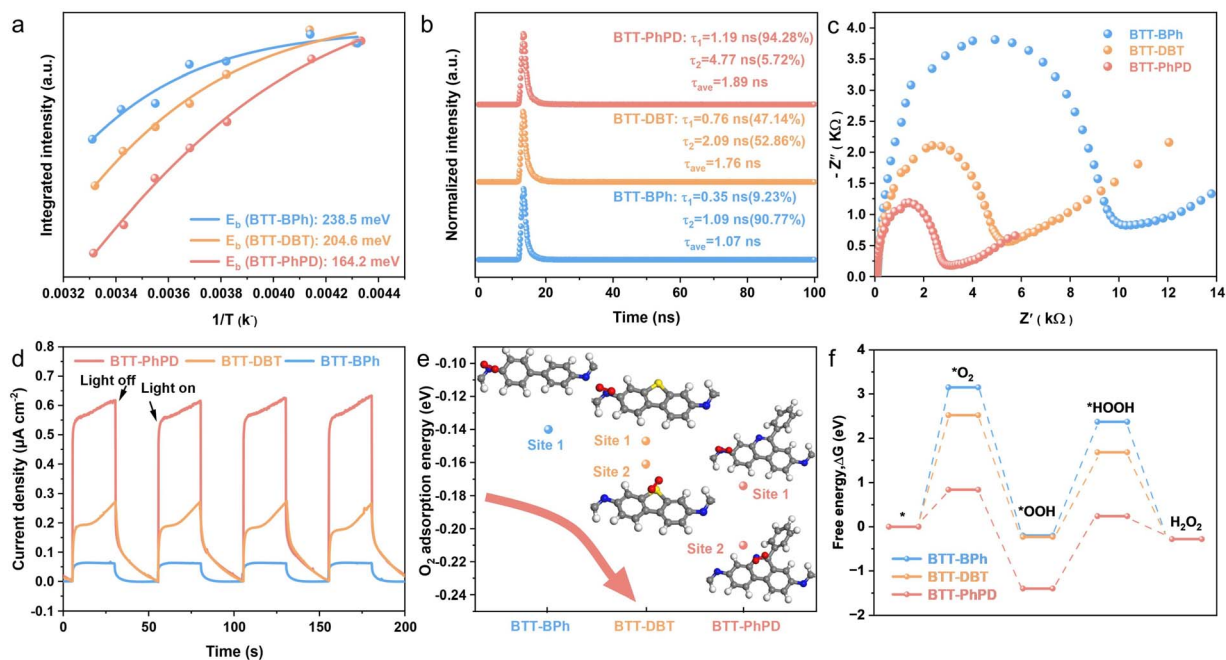 a
Integrated intensity (a.u.)
E_b (BTT-BPh): 238.5 meV
E_b (BTT-DBT): 204.6 meV
E_b (BTT-PhPD): 164.2 meV
0.0032 0.0034 0.0036 0.0038 0.0040 0.0042 0.0044
1/T (k⁻)
b
Normalized intensity (a.u.)
BTT-PhPD: τ₁=1.19 ns(94.28%)
τ₂=4.77 ns(5.72%)
τ_ave=1.89 ns
BTT-DBT: τ₁=0.76 ns(47.14%)
τ₂=2.09 ns(52.86%)
τ_ave=1.76 ns
BTT-BPh: τ₁=0.35 ns(9.23%)
τ₂=1.09 ns(90.77%)
τ_ave=1.07 ns
0 20 40 60 80 100
Time (ns)
c
- Z″ ( KΩ )
4.0
3.5
3.0
2.5
2.0
1.5
1.0
0.5
0.0
BTT-BPh
BTT-DBT
BTT-PhPD
0 2 4 6 8 10 12 14
Z′ ( kΩ )
d
Current density (μA cm⁻²)
0.8
0.7
0.6
0.5
0.4
0.3
0.2
0.1
0.0
-0.1
BTT-PhPD BTT-DBT BTT-BPh
Light off
Light on
0 50 100 150 200
Time (s)
e
O₂ adsorption energy (eV)
-0.10
-0.12
-0.14
-0.16
-0.18
-0.20
-0.22
-0.24
Site 1
Site 1
Site 2
Site 1
Site 2
BTT-BPh BTT-DBT BTT-PhPD
f
Free energy,ΔG (eV)
4
3
2
1
0
−1
−2
*
*O₂
*OOH
*HOOH
H₂O₂
BTT-BPh
BTT-DBT
BTT-PhPD